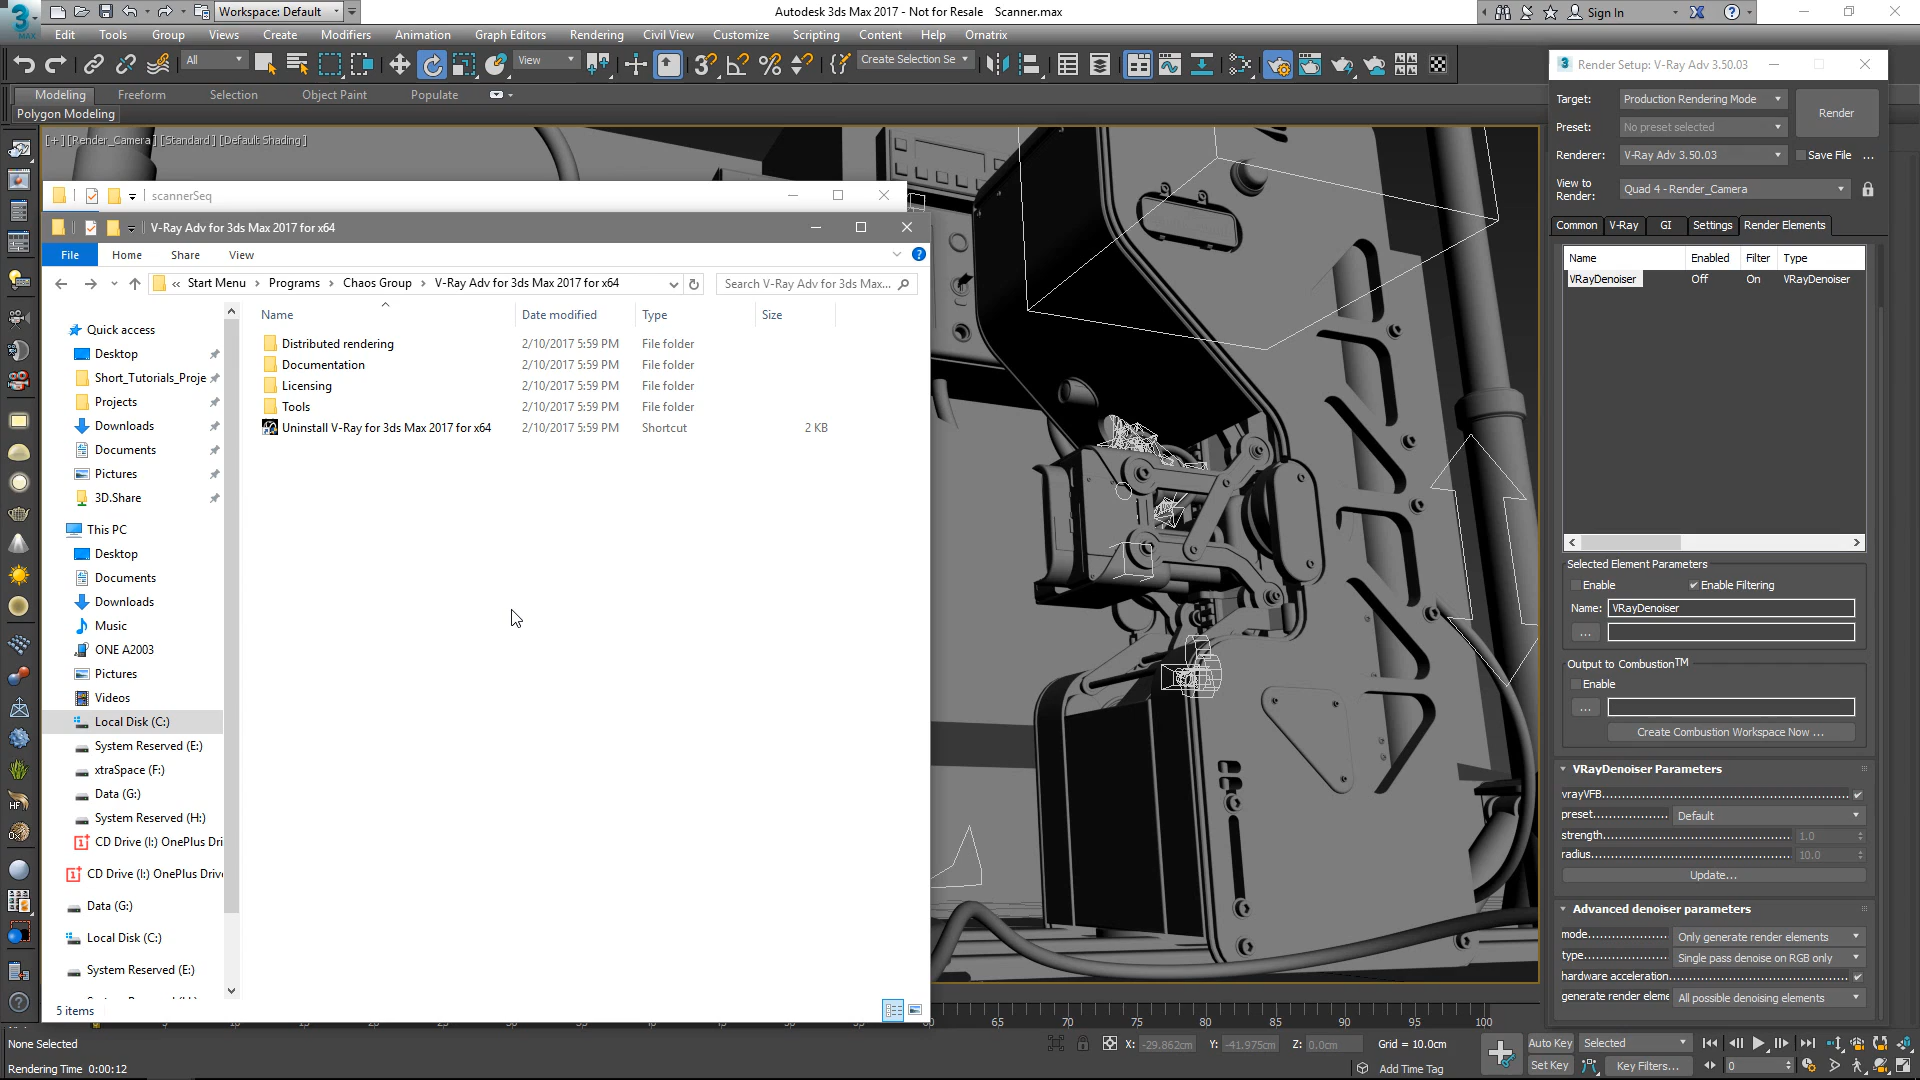 Workspace: Default
Autodesk 3ds Max 2017 - Not for Resale Scanner.max
Sign In
Edit Tools Group Views Create Modifiers Animation Graph Editors Rendering Civil View Customize Scripting Content Help Ornatrix
All View Create Selection Se
Modeling Freeform Selection Object Paint Populate
Polygon Modeling
[+] [Render_Camera] [Standard] [Default Shading]
scannerSeq
V-Ray Adv for 3ds Max 2017 for x64
File Home Share View
« Start Menu > Programs > Chaos Group > V-Ray Adv for 3ds Max 2017 for x64
Search V-Ray Adv for 3ds Max...
Name Date modified Type Size
Distributed rendering 2/10/2017 5:59 PM File folder
Documentation 2/10/2017 5:59 PM File folder
Licensing 2/10/2017 5:59 PM File folder
Tools 2/10/2017 5:59 PM File folder
Uninstall V-Ray for 3ds Max 2017 for x64 2/10/2017 5:59 PM Shortcut 2 KB
Quick access
Desktop
Short_Tutorials_Proje
Projects
Downloads
Documents
Pictures
3D.Share
This PC
Desktop
Documents
Downloads
Music
ONE A2003
Pictures
Videos
Local Disk (C:)
System Reserved (E:)
xtraSpace (F:)
Data (G:)
System Reserved (H:)
CD Drive (I:) OnePlus Dri
CD Drive (I:) OnePlus Drive
Data (G:)
Local Disk (C:)
System Reserved (E:)
5 items
Render Setup: V-Ray Adv 3.50.03
Target: Production Rendering Mode
Render
Preset: No preset selected
Renderer: V-Ray Adv 3.50.03 Save File ...
View to Render: Quad 4 - Render_Camera
Common V-Ray GI Settings Render Elements
Name Enabled Filter Type
VRayDenoiser Off On VRayDenoiser
Selected Element Parameters
Enable Enable Filtering
Name: VRayDenoiser
...
Output to Combustion™
Enable
...
Create Combustion Workspace Now ...
VRayDenoiser Parameters
vrayVFB
preset Default
strength 1.0
radius 10.0
Update...
Advanced denoiser parameters
mode Only generate render elements
type Single pass denoise on RGB only
hardware acceleration
generate render eleme All possible denoising elements
65 70 75 80 85 90 95 100
None Selected
X: -29.862cm Y: -41.975cm Z: 0.0cm Grid = 10.0cm
Auto Key Selected
Rendering Time 0:00:12
Add Time Tag
Set Key Key Filters... 0